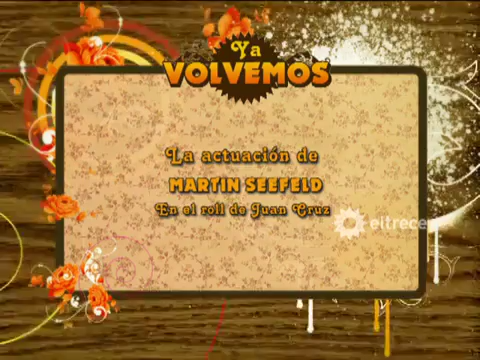 Ya
VOLVEMOS
La actuación de
MARTIN SEEFELD
En el roll de Juan Cruz
eltrece